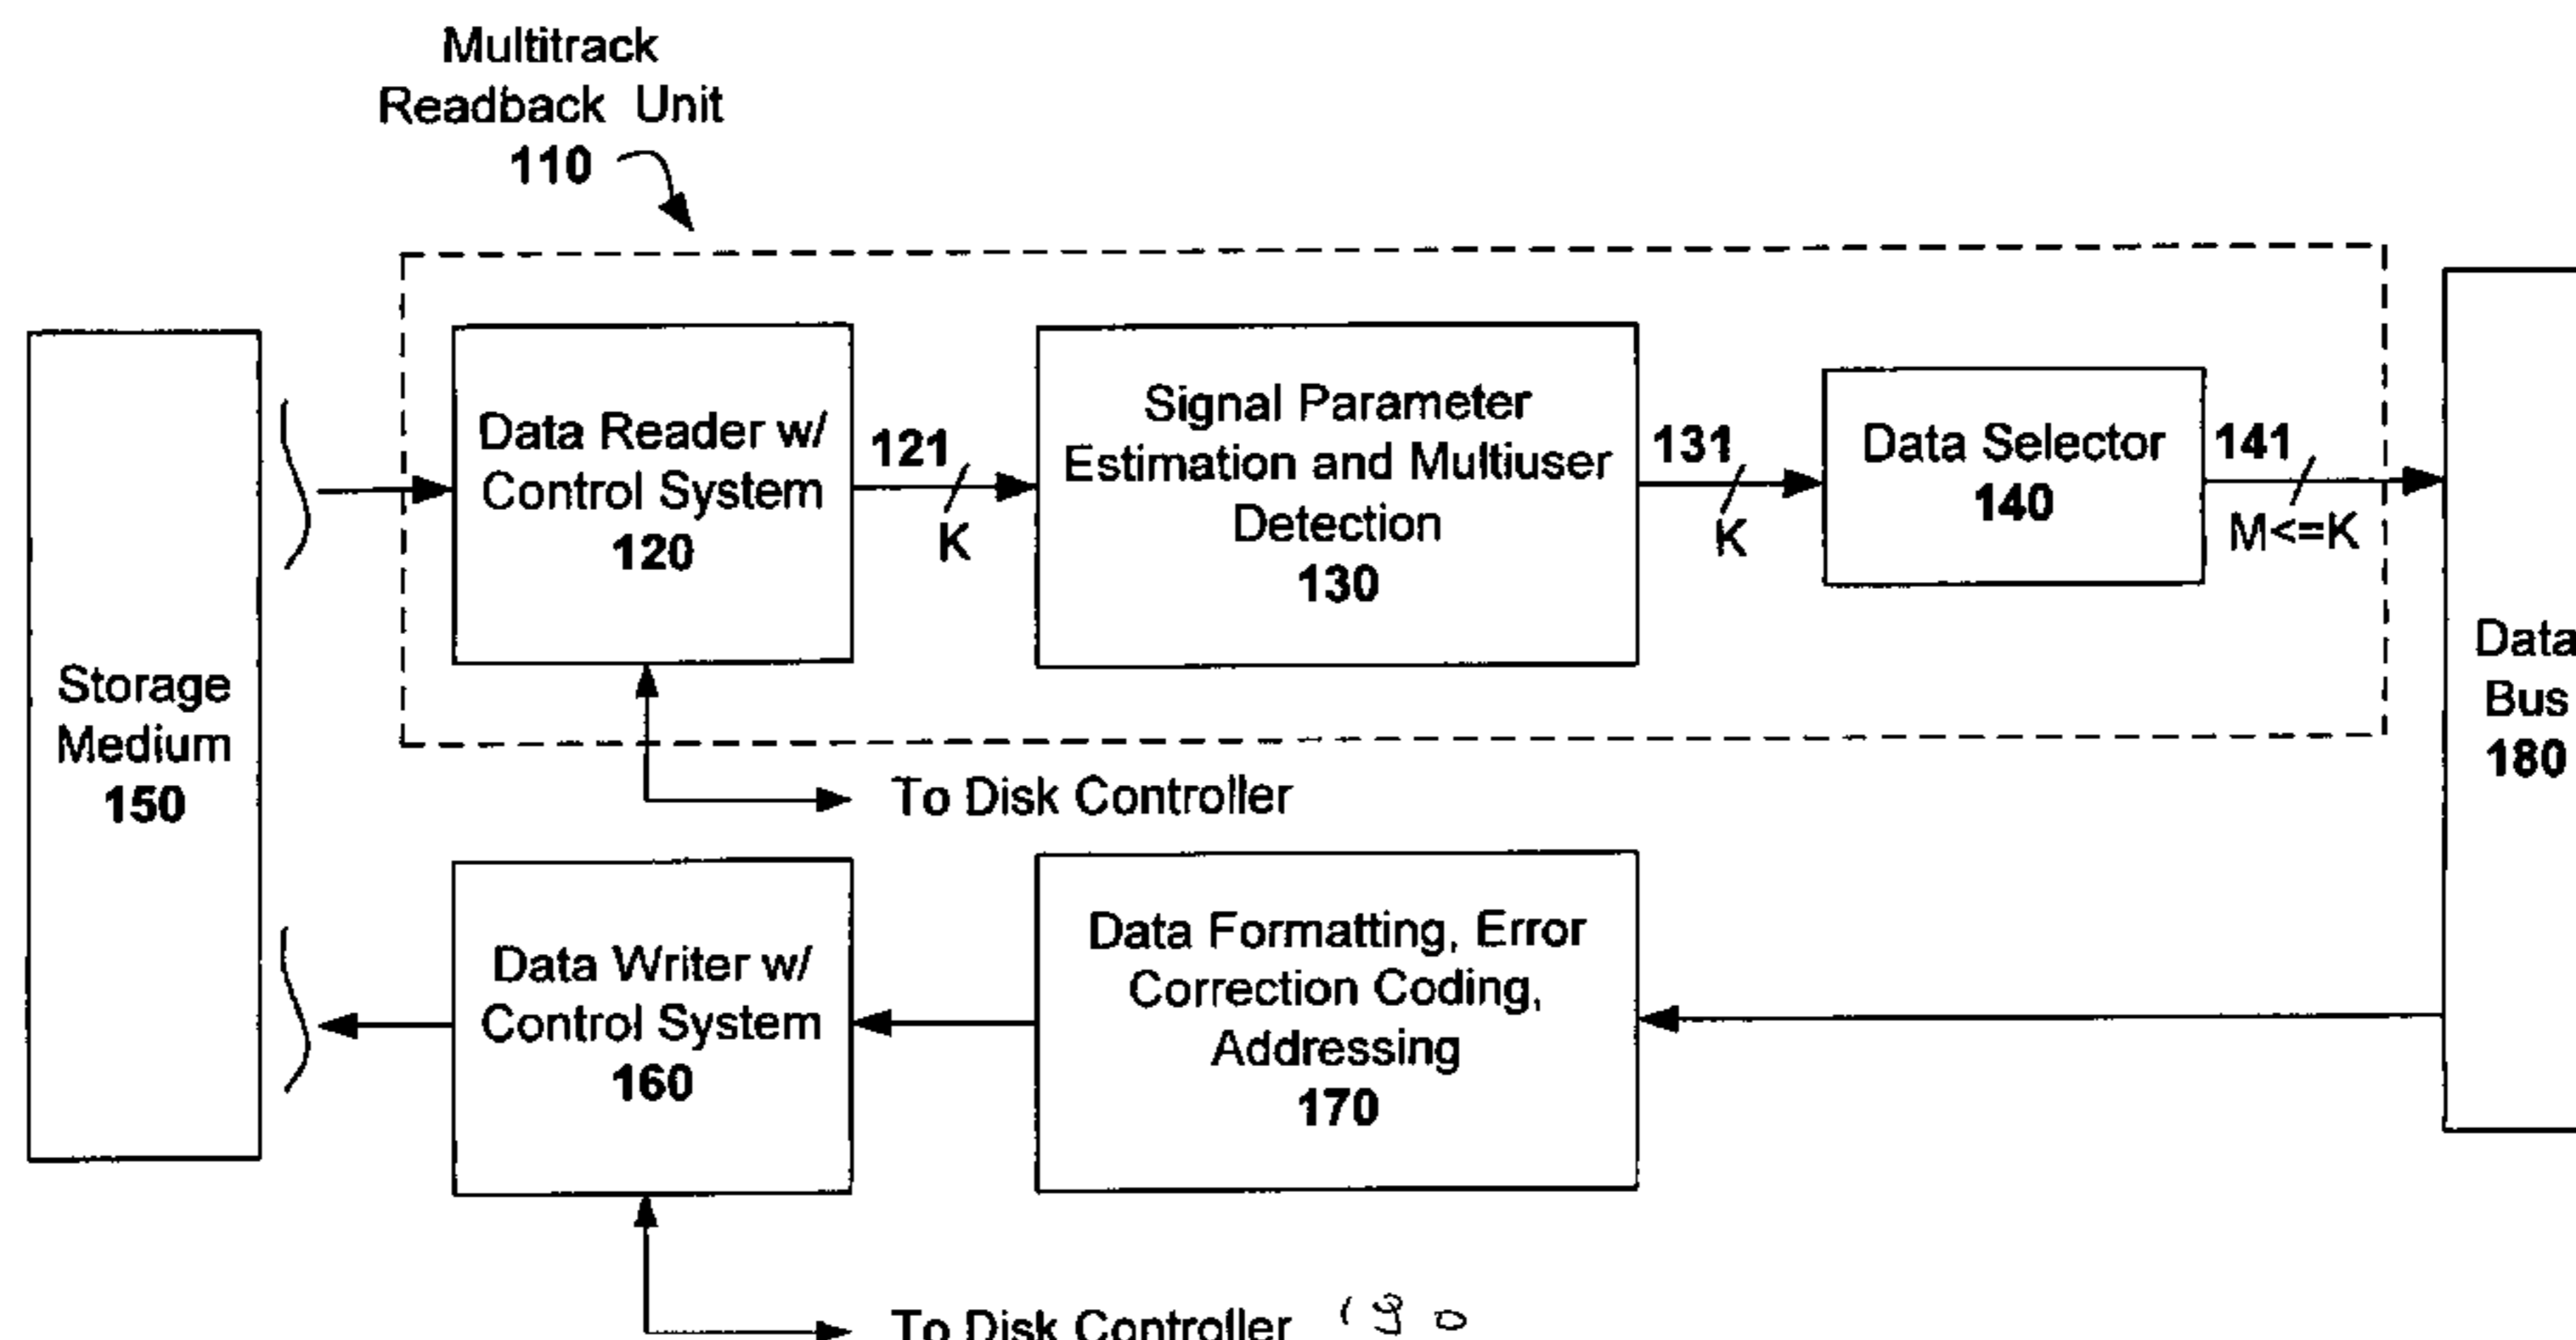 Multitrack
Readback Unit
110
Data Reader w/
Control System
120
121
K
Signal Parameter
Estimation and Multiuser
Detection
130
131
K
Data Selector
140
141
M<=K
Storage
Medium
150
Data
Bus
180
To Disk Controller
Data Writer w/
Control System
160
Data Formatting, Error
Correction Coding,
Addressing
170
To Disk Controller 190